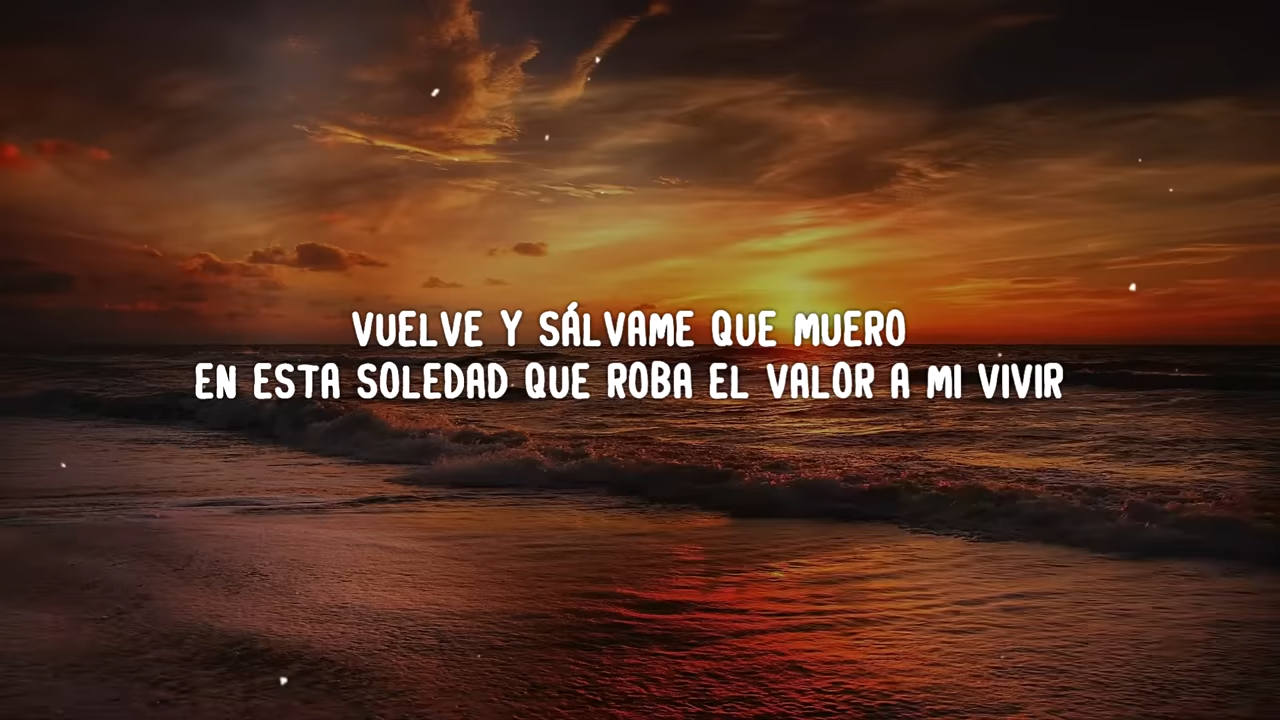 VUELVE Y SÁLVAME QUE MUERO
EN ESTA SOLEDAD QUE ROBA EL VALOR A MI VIVIR